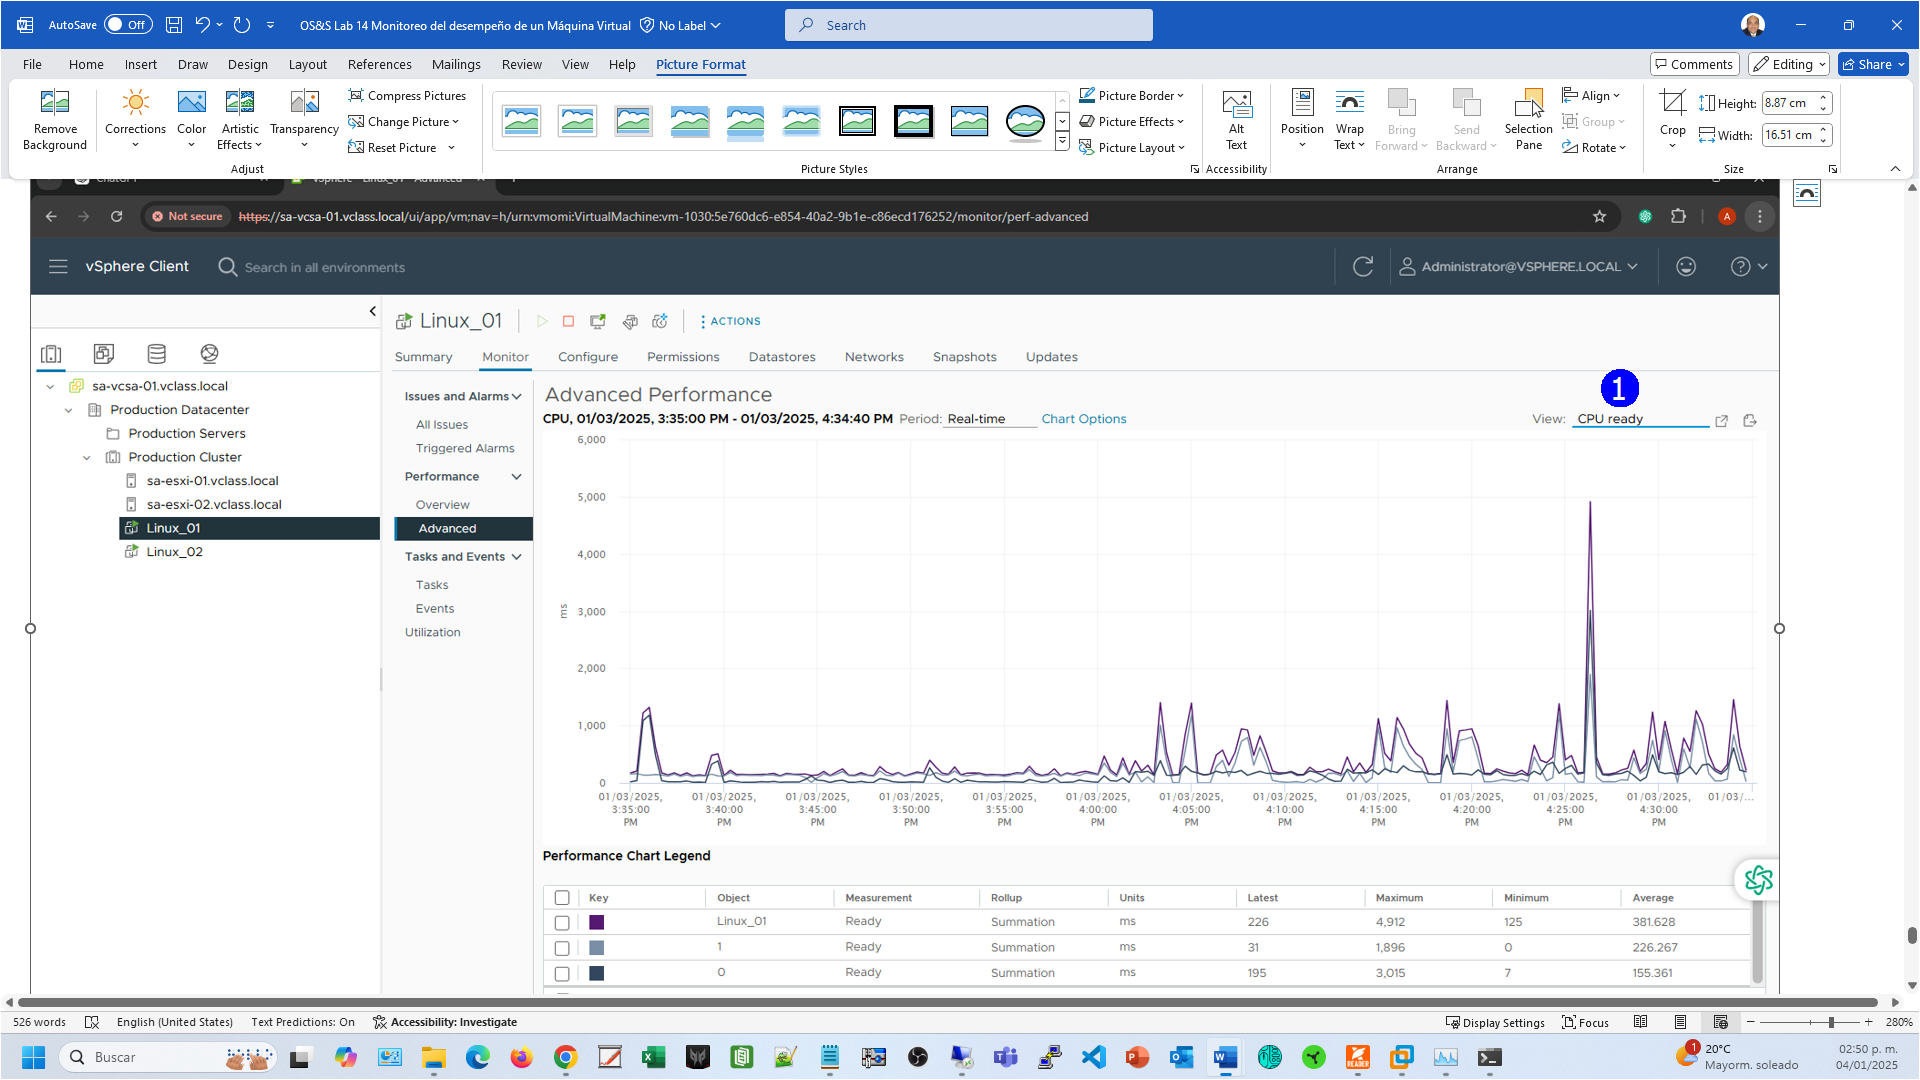 AutoSave Off OS&S Lab 14 Monitoreo del desempeño de un Máquina Virtual No Label Search
File Home Insert Draw Design Layout References Mailings Review View Help Picture Format Comments Editing Share
Remove Background
Corrections
Color
Artistic Effects
Transparency
Compress Pictures
Change Picture
Reset Picture
Adjust
Picture Styles
Picture Border
Picture Effects
Picture Layout
Alt Text
Accessibility
Position
Wrap Text
Bring Forward
Send Backward
Selection Pane
Align
Group
Rotate
Arrange
Crop
Height: 8.87 cm
Width: 16.51 cm
Size
Not secure https://sa-vcsa-01.vclass.local/ui/app/vm;nav=h/urn:vmomi:VirtualMachine:vm-1030:5e760dc6-e854-40a2-9b1e-c86ecd176252/monitor/perf-advanced A
vSphere Client Search in all environments Administrator@VSPHERE.LOCAL
Linux_01 ACTIONS
Summary Monitor Configure Permissions Datastores Networks Snapshots Updates
sa-vcsa-01.vclass.local
Production Datacenter
Production Servers
Production Cluster
sa-esxi-01.vclass.local
sa-esxi-02.vclass.local
Linux_01
Linux_02
Issues and Alarms
All Issues
Triggered Alarms
Performance
Overview
Advanced
Tasks and Events
Tasks
Events
Utilization
Advanced Performance
1
CPU, 01/03/2025, 3:35:00 PM - 01/03/2025, 4:34:40 PM Period: Real-time Chart Options View: CPU ready
6,000
5,000
4,000
3,000
2,000
1,000
0
ms
01/03/2025, 3:35:00 PM
01/03/2025, 3:40:00 PM
01/03/2025, 3:45:00 PM
01/03/2025, 3:50:00 PM
01/03/2025, 3:55:00 PM
01/03/2025, 4:00:00 PM
01/03/2025, 4:05:00 PM
01/03/2025, 4:10:00 PM
01/03/2025, 4:15:00 PM
01/03/2025, 4:20:00 PM
01/03/2025, 4:25:00 PM
01/03/2025, 4:30:00 PM
01/03/...
Performance Chart Legend
Key Object Measurement Rollup Units Latest Maximum Minimum Average
Linux_01 Ready Summation ms 226 4,912 125 381.628
1 Ready Summation ms 31 1,896 0 226.267
0 Ready Summation ms 195 3,015 7 155.361
526 words English (United States) Text Predictions: On Accessibility: Investigate Display Settings Focus 280%
Buscar 1 20°C Mayorm. soleado 02:50 p. m. 04/01/2025